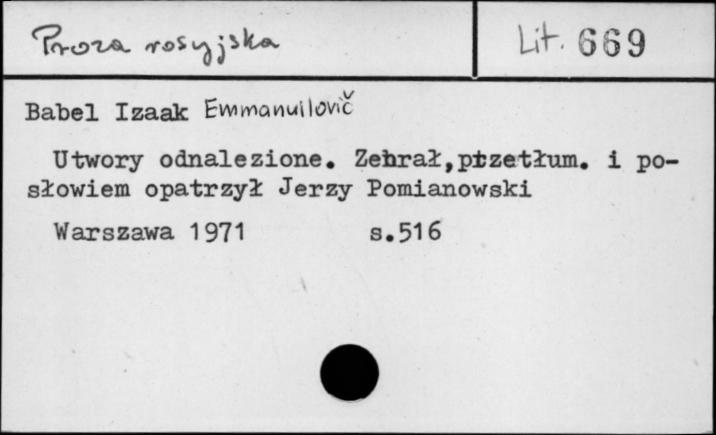 Proza rosyjska
Lit. 669
Babel Izaak Emmanuilovič
Utwory odnalezione. Zebrał,przetłum. i po-
słowiem opatrzył Jerzy Pomianowski
Warszawa 1971 s.516